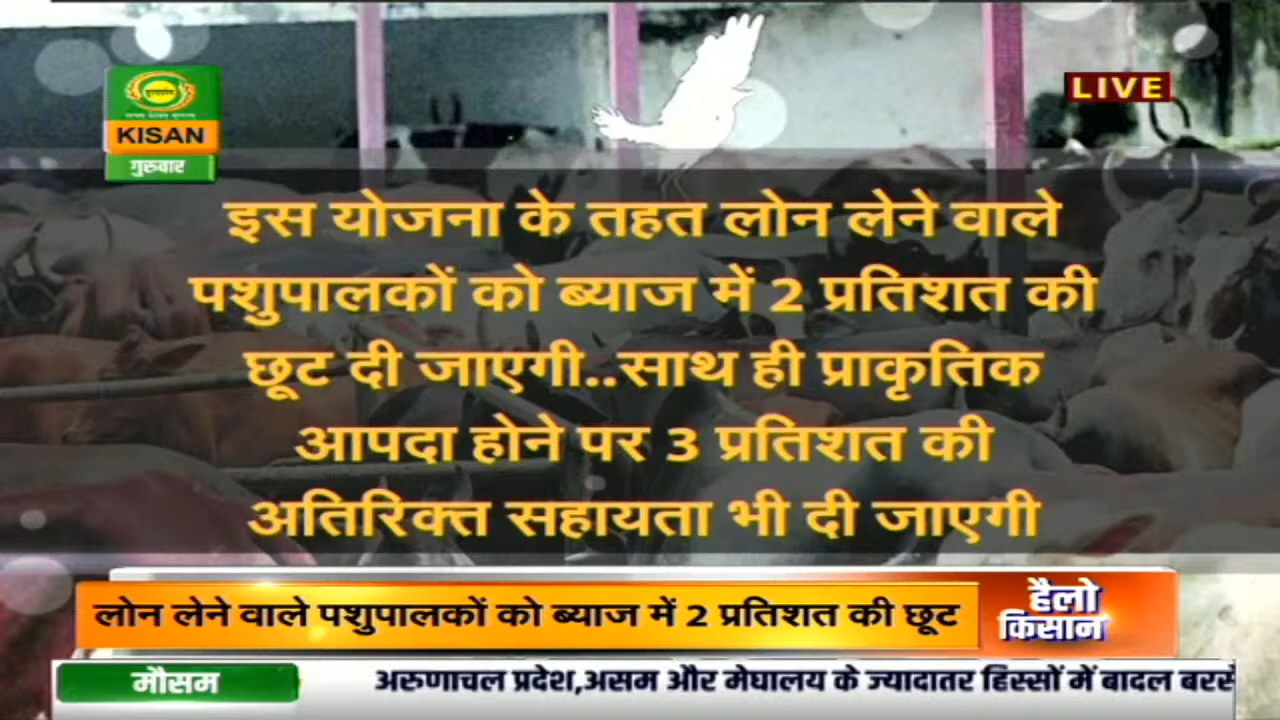 LIVE
KISAN
गुरुवार
इस योजना के तहत लोन लेने वाले
पशुपालकों को ब्याज में 2 प्रतिशत की
छूट दी जाएगी..साथ ही प्राकृतिक
आपदा होने पर 3 प्रतिशत की
अतिरिक्त सहायता भी दी जाएगी
लोन लेने वाले पशुपालकों को ब्याज में 2 प्रतिशत की छूट
हैलो
किसान
मौसम
अरुणाचल प्रदेश,असम और मेघालय के ज्यादातर हिस्सों में बादल